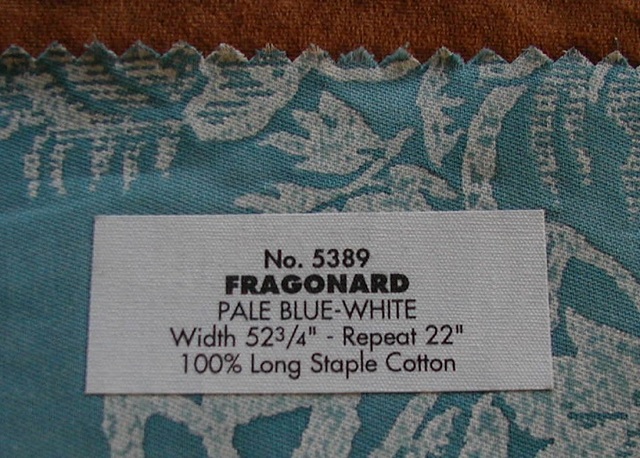 No. 5389
FRAGONARD
PALE BLUE-WHITE
Width 52¾" - Repeat 22"
100% Long Staple Cotton